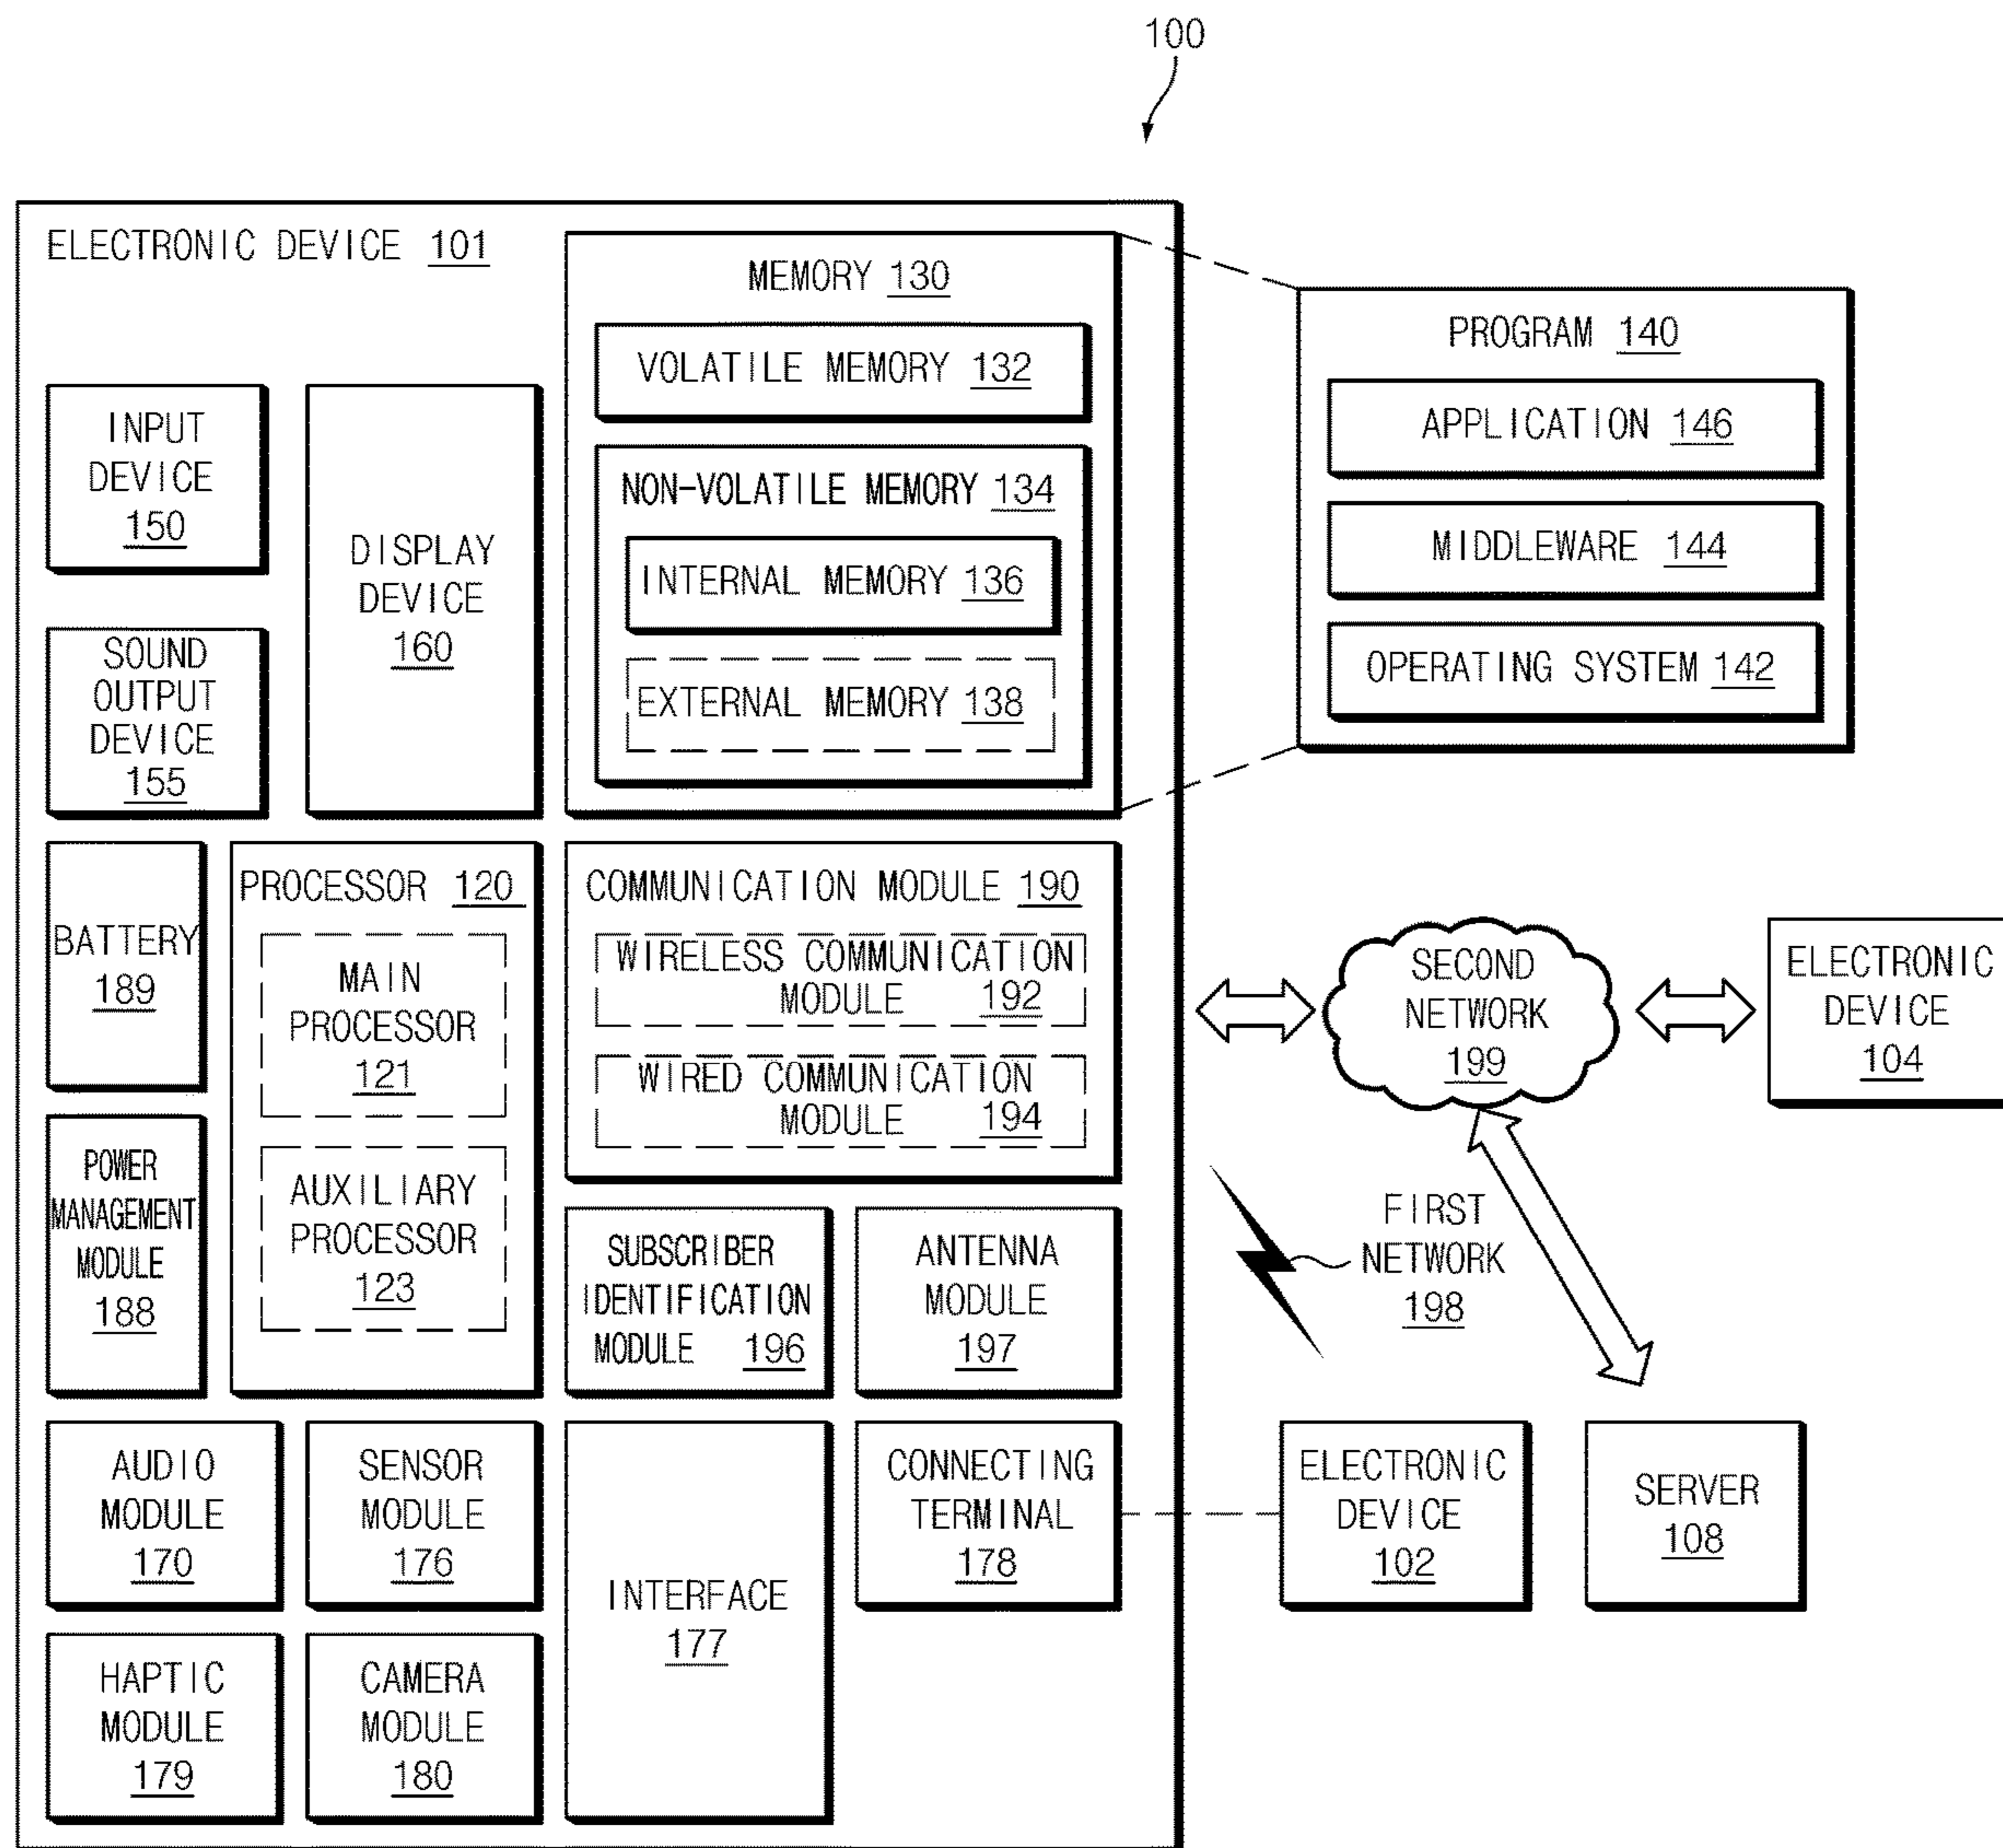 100
ELECTRONIC DEVICE 101
MEMORY 130
VOLATILE MEMORY 132
NON-VOLATILE MEMORY 134
INTERNAL MEMORY 136
EXTERNAL MEMORY 138
PROGRAM 140
APPLICATION 146
MIDDLEWARE 144
OPERATING SYSTEM 142
INPUT
DEVICE
150
SOUND
OUTPUT
DEVICE
155
DISPLAY
DEVICE
160
BATTERY
189
POWER
MANAGEMENT
MODULE
188
PROCESSOR 120
MAIN
PROCESSOR
121
AUXILIARY
PROCESSOR
123
COMMUNICATION MODULE 190
WIRELESS COMMUNICATION
MODULE 192
WIRED COMMUNICATION
MODULE 194
SUBSCRIBER
IDENTIFICATION
MODULE 196
ANTENNA
MODULE
197
SECOND
NETWORK
199
ELECTRONIC
DEVICE
104
FIRST
NETWORK
198
AUDIO
MODULE
170
SENSOR
MODULE
176
INTERFACE
177
CONNECTING
TERMINAL
178
ELECTRONIC
DEVICE
102
SERVER
108
HAPTIC
MODULE
179
CAMERA
MODULE
180